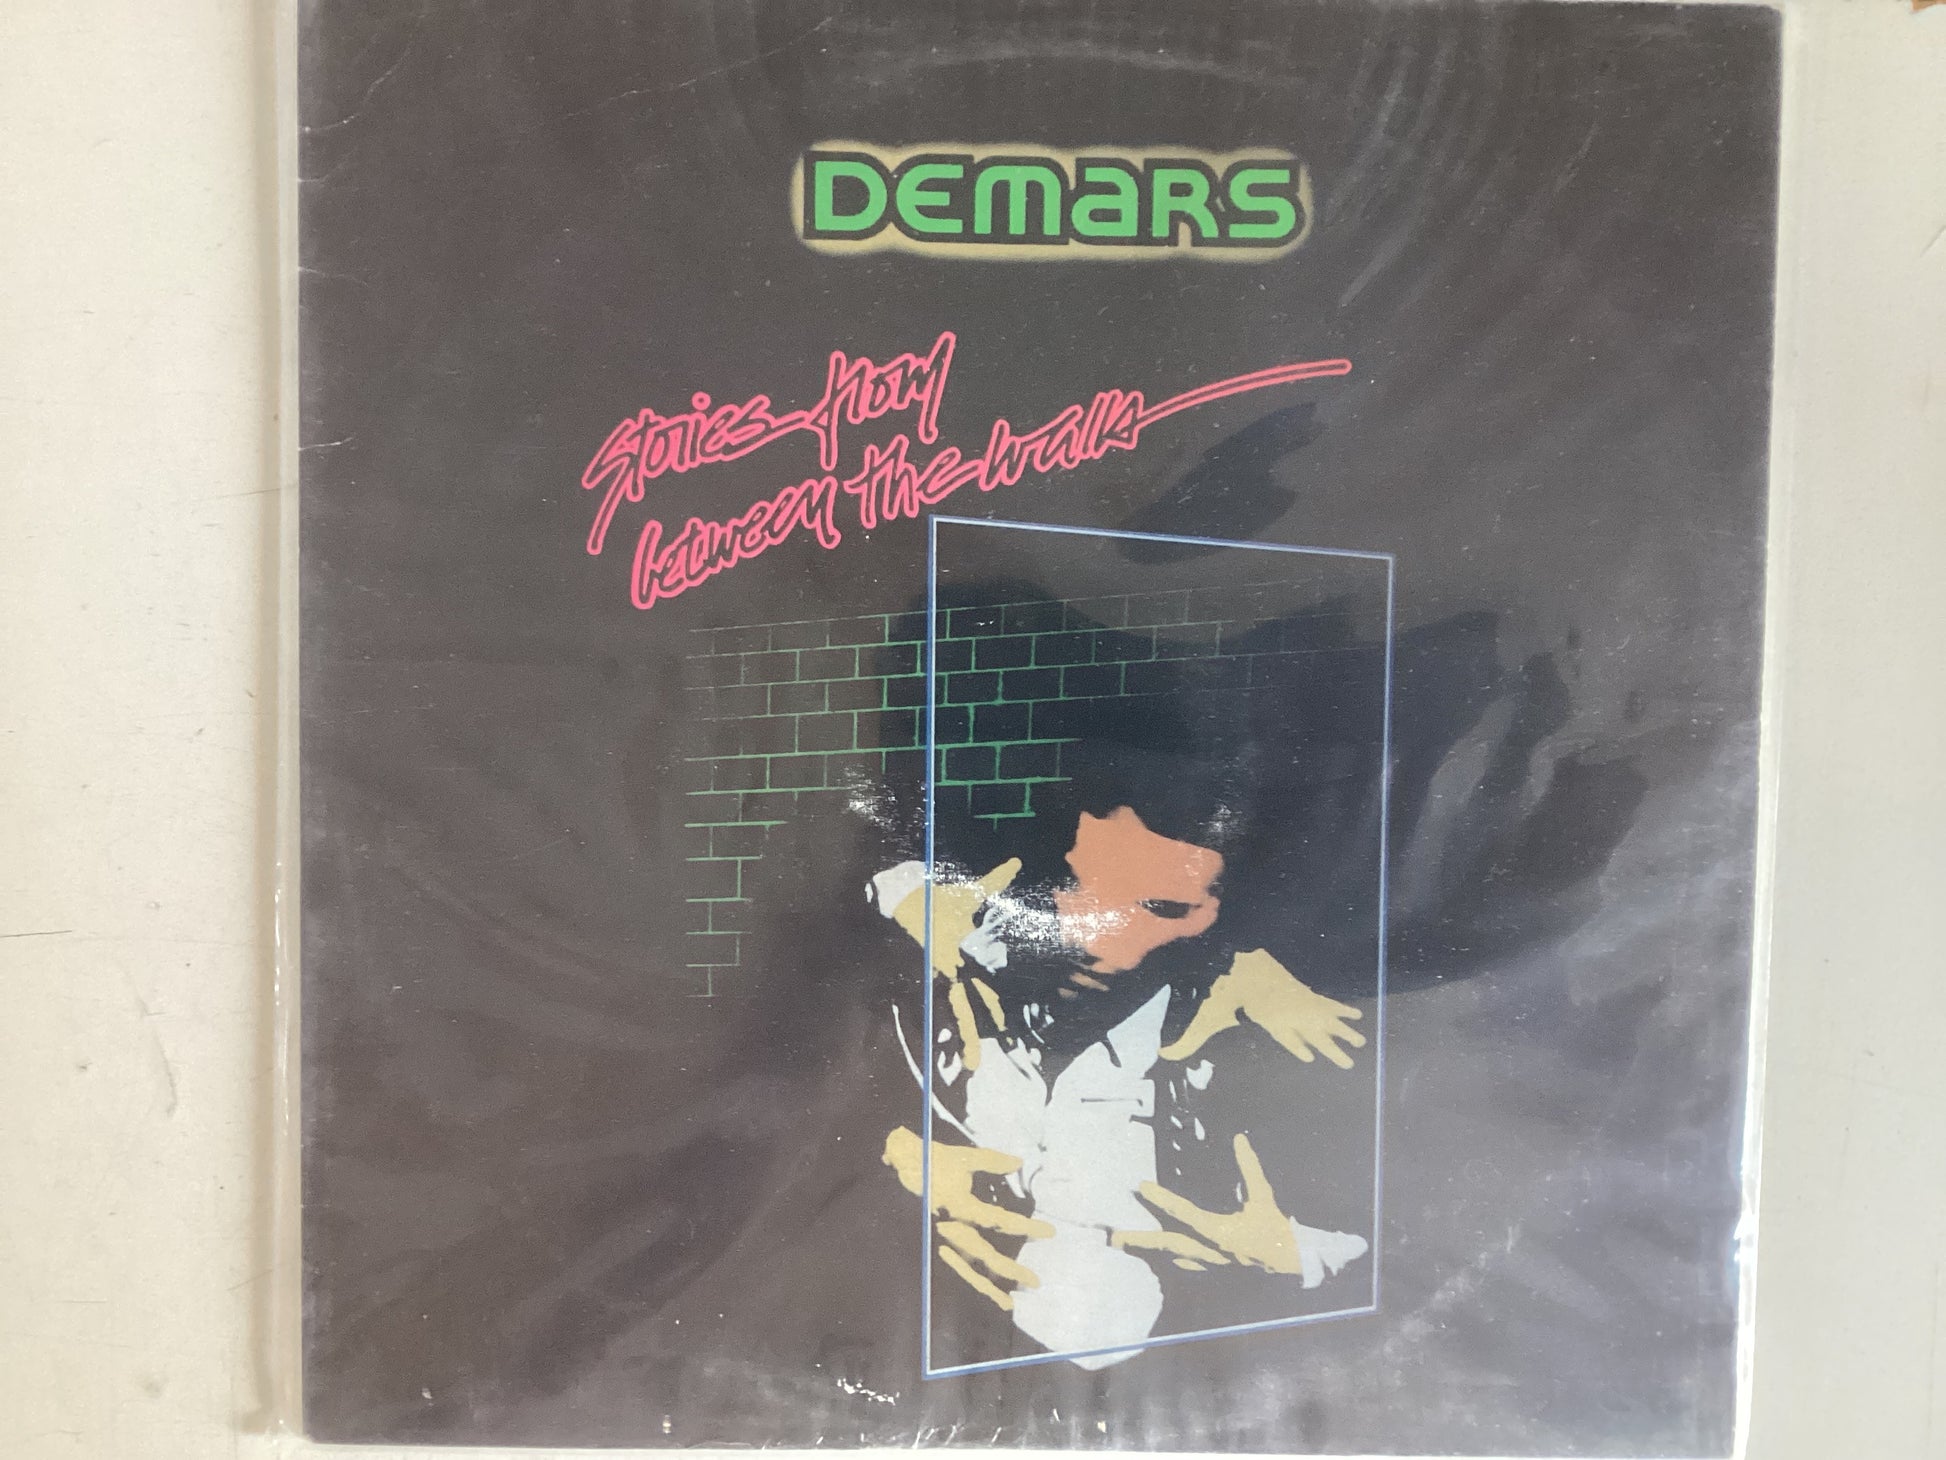 DEMARS
Stories from
between the walls